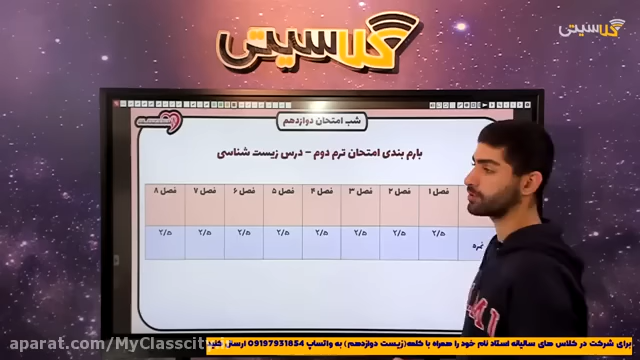 کلاسیتی
کلاسیتی
شب امتحان دوازدهم
بارم بندی امتحان ترم دوم - درس زیست شناسی
فصل ۱ فصل ۲ فصل ۳ فصل ۴ فصل ۵ فصل ۶ فصل ۷ فصل ۸
نمره ۲/۵ ۲/۵ ۲/۵ ۲/۵ ۲/۵ ۲/۵ ۲/۵ ۲/۵
برای شرکت در کلاس های سالیانه استاد نام خود را همراه با کلمه(زیست دوازدهم) به واتساپ 09197931854 ارسال کنید
aparat.com/MyClasscity